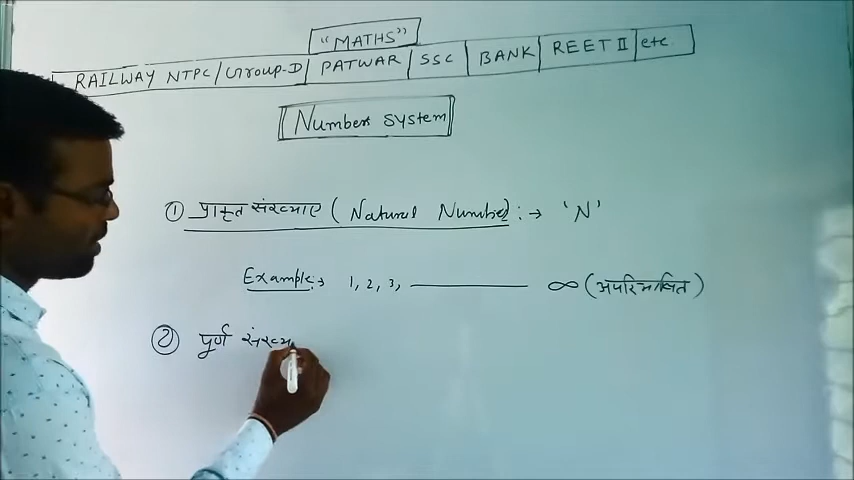 "MATHS"
RAILWAY NTPC/Group-D PATWAR SSC BANK REET II etc.
Number system
① प्राकृत संख्याए (Natural Number) :→ 'N'
Example :→ 1, 2, 3, ________ ∞ (अपरिभाषित)
② पुर्ण संख्या